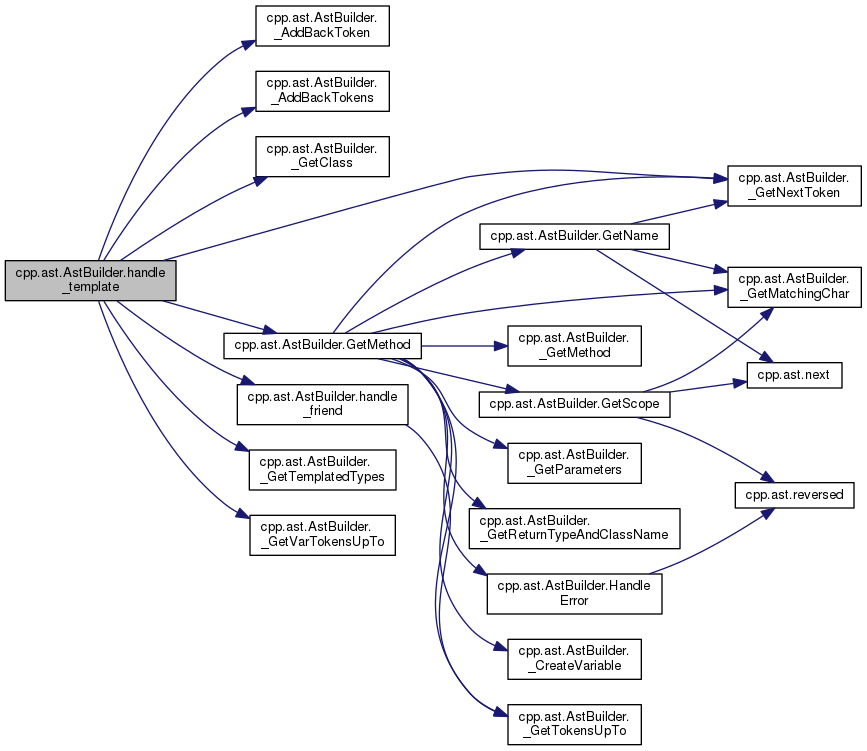 cpp.ast.AstBuilder.
_AddBackToken
cpp.ast.AstBuilder.
_AddBackTokens
cpp.ast.AstBuilder.
_GetClass
cpp.ast.AstBuilder.
_GetNextToken
cpp.ast.AstBuilder.GetName
cpp.ast.AstBuilder.handle
_template
cpp.ast.AstBuilder.
_GetMatchingChar
cpp.ast.AstBuilder.GetMethod
cpp.ast.AstBuilder.
_GetMethod
cpp.ast.next
cpp.ast.AstBuilder.handle
_friend
cpp.ast.AstBuilder.GetScope
cpp.ast.AstBuilder.
_GetTemplatedTypes
cpp.ast.AstBuilder.
_GetParameters
cpp.ast.reversed
cpp.ast.AstBuilder.
_GetVarTokensUpTo
cpp.ast.AstBuilder.
_GetReturnTypeAndClassName
cpp.ast.AstBuilder.Handle
Error
cpp.ast.AstBuilder.
_CreateVariable
cpp.ast.AstBuilder.
_GetTokensUpTo